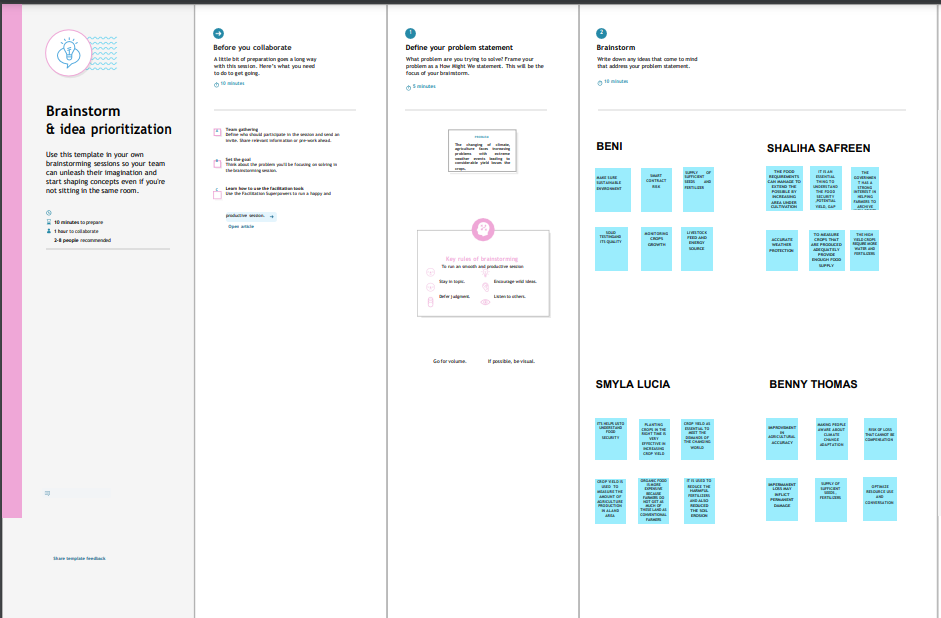 Brainstorm
& idea prioritization
Use this template in your own
brainstorming sessions so your team
can unleash their imagination and
start shaping concepts even if you're
not sitting in the same room.
10 minutes to prepare
1 hour to collaborate
2-8 people recommended
Share template feedback
Before you collaborate
A little bit of preparation goes a long way
with this session. Here's what you need
to do to get going.
10 minutes
Team gathering
Define who should participate in the session and send an
invite. Share relevant information or pre-work ahead.
Set the goal
Think about the problem you'll be focusing on solving in
the brainstorming session.
Learn how to use the facilitation tools
Use the Facilitation Superpowers to run a happy and
productive session.
Open article
1
Define your problem statement
What problem are you trying to solve? Frame your
problem as a How Might We statement. This will be the
focus of your brainstorm.
5 minutes
PROBLEM
The changing of climate,
agriculture faces increasing
problems with extreme
weather events leading to
considerable yield losses the
crops.
Key rules of brainstorming
To run an smooth and productive session
Stay in topic.
Encourage wild ideas.
Defer judgment.
Listen to others.
Go for volume.
If possible, be visual.
2
Brainstorm
Write down any ideas that come to mind
that address your problem statement.
10 minutes
BENI
MAKE SURE
SUSTAINABLE
ENVIRONMENT
SMART
CONTRACT
RISK
SUPPLY OF
SUFFICIENT
SEEDS AND
FERTILIZER
ITS QUALITY
MONITORING
CROPS
GROWTH
LIVESTOCK
FEED AND
ENERGY
SOURCE
SHALIHA SAFREEN
THE FOOD
REQUIREMENTS
CAN MANAGE TO
EXTEND THE
POSSIBLE BY
INCREASING
AREA UNDER
CULTIVATION
IT IS AN
ESSENTIAL
THING TO
UNDERSTAND
THE FOOD
SECURITY
,POTENTIAL
YIELD, GAP
THE
GOVERNMEN
T HAS A
STRONG
INTEREST IN
HELPING
FARMERS TO
ARCHIVE
ACCURATE
WEATHER
PROTECTION
TO MEASURE
CROPS THAT
ARE PRODUCED
ADEQUATELY
PROVIDE
ENOUGH FOOD
SUPPLY
THE HIGH
YIELD CROPS
REQUIRE MORE
WATER AND
FERTILIZERS
SMYLA LUCIA
ITS HELPS USTO
UNDERSTAND
FOOD
SECURITY
PLANTING
CROPS IN THE
RIGHT TIME IS
VERY
EFFECTIVE IN
INCREASING
CROP YIELD
CROP YIELD AS
ESSENTIAL TO
MEET THE
DEMANDS OF
THE CHANGING
WORLD
CROP YIELD IS
USED TO
MEASURE THE
AMOUNT OF
AGRICULTURE
PRODUCTION
IN A LAND
AREA
ORGANIC FOOD
IS MORE
EXPENSIVE
BECAUSE
FARMERS DO
NOT GET AS
MUCH OF
THEIR LAND AS
CONVENTIONAL
FARMERS
IT IS USED TO
REDUCE THE
HARMFUL
FERTILIZERS
AND ALSO
REDUCED
THE SOIL
EROSION
BENNY THOMAS
IMPROVEMENT
IN
AGRICULTURAL
ACCURACY
MAKING PEOPLE
AWARE ABOUT
CLIMATE
CHANGE
ADAPTATION
RISK OF LOSS
THAT CANNOT BE
COMPENSATION
IMPERMANENT
LOSS MAY
INFLICT
PERMANENT
DAMAGE
SUPPLY OF
SUFFICIENT
SEEDS ,
FERTILIZERS
OPTIMIZE
RESOURCE USE
AND
CONVERSATION